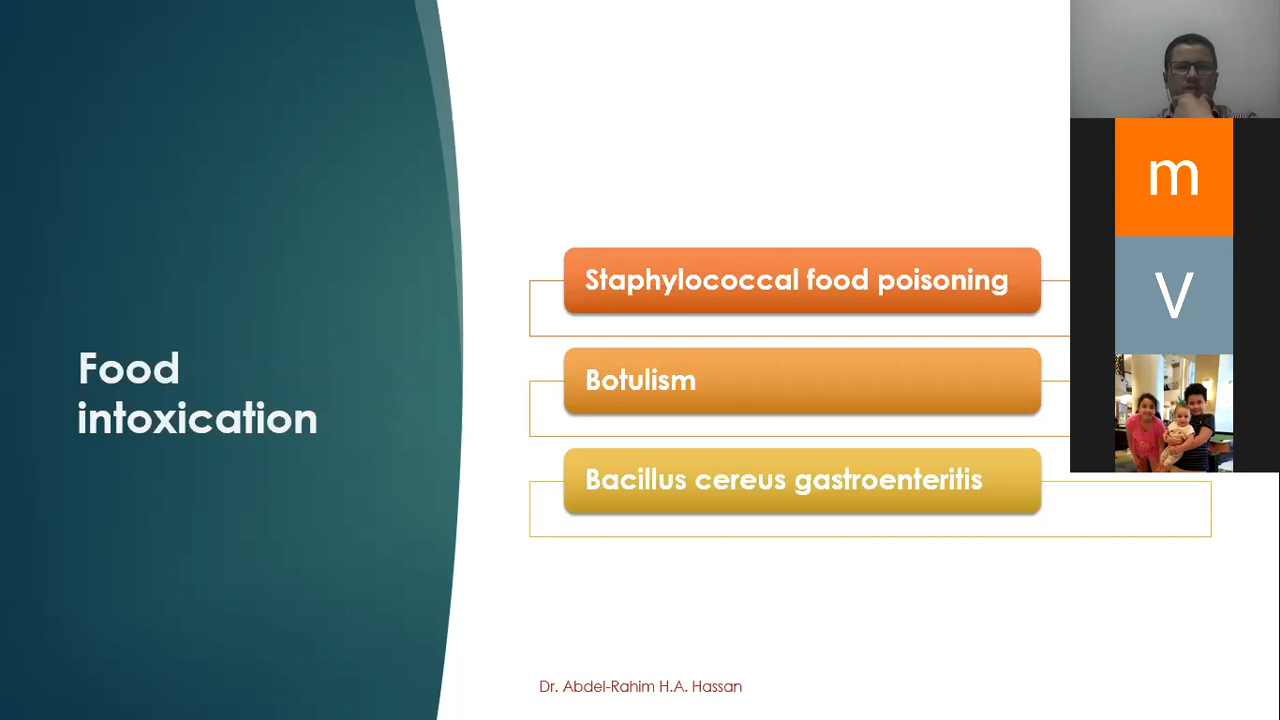 Food
intoxication
Staphylococcal food poisoning
Botulism
Bacillus cereus gastroenteritis
m
V
Dr. Abdel-Rahim H.A. Hassan